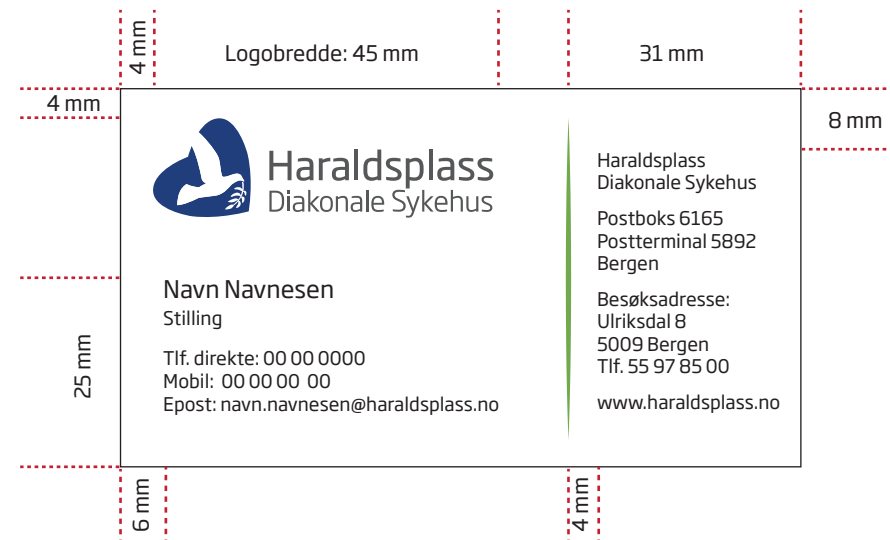 4 mm
Logobredde: 45 mm
31 mm
4 mm
8 mm
Haraldsplass
Diakonale Sykehus
Navn Navnesen
Stilling
Tlf. direkte: 00 00 0000
Mobil:  00 00 00  00
Epost: navn.navnesen@haraldsplass.no
Haraldsplass
Diakonale Sykehus
Postboks 6165
Postterminal 5892
Bergen
Besøksadresse:
Ulriksdal 8
5009 Bergen
Tlf. 55 97 85 00
www.haraldsplass.no
25 mm
6 mm
4 mm